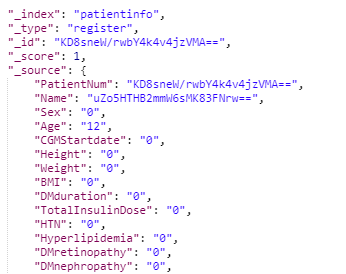 "_index": "patientinfo",
"_type": "register",
"_id": "KD8sneW/rwbY4k4v4jzVMA==",
"_score": 1,
"_source": {
"PatientNum": "KD8sneW/rwbY4k4v4jzVMA==",
"Name": "uZo5HTHB2mmW6sMK83FNrw==",
"Sex": "0",
"Age": "12",
"CGMStartdate": "0",
"Height": "0",
"Weight": "0",
"BMI": "0",
"DMduration": "0",
"TotalInsulinDose": "0",
"HTN": "0",
"Hyperlipidemia": "0",
"DMretinopathy": "0",
"DMnephropathy": "0",